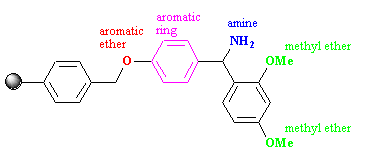 aromatic
ring
amine
aromatic
ether
NH2
methyl ether
O
OMe
methyl ether
OMe